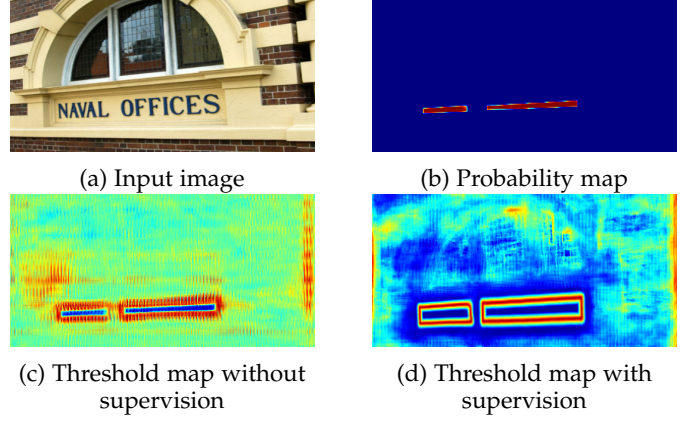 NAVAL OFFICES
(a) Input image
(b) Probability map
(c) Threshold map without
supervision
(d) Threshold map with
supervision